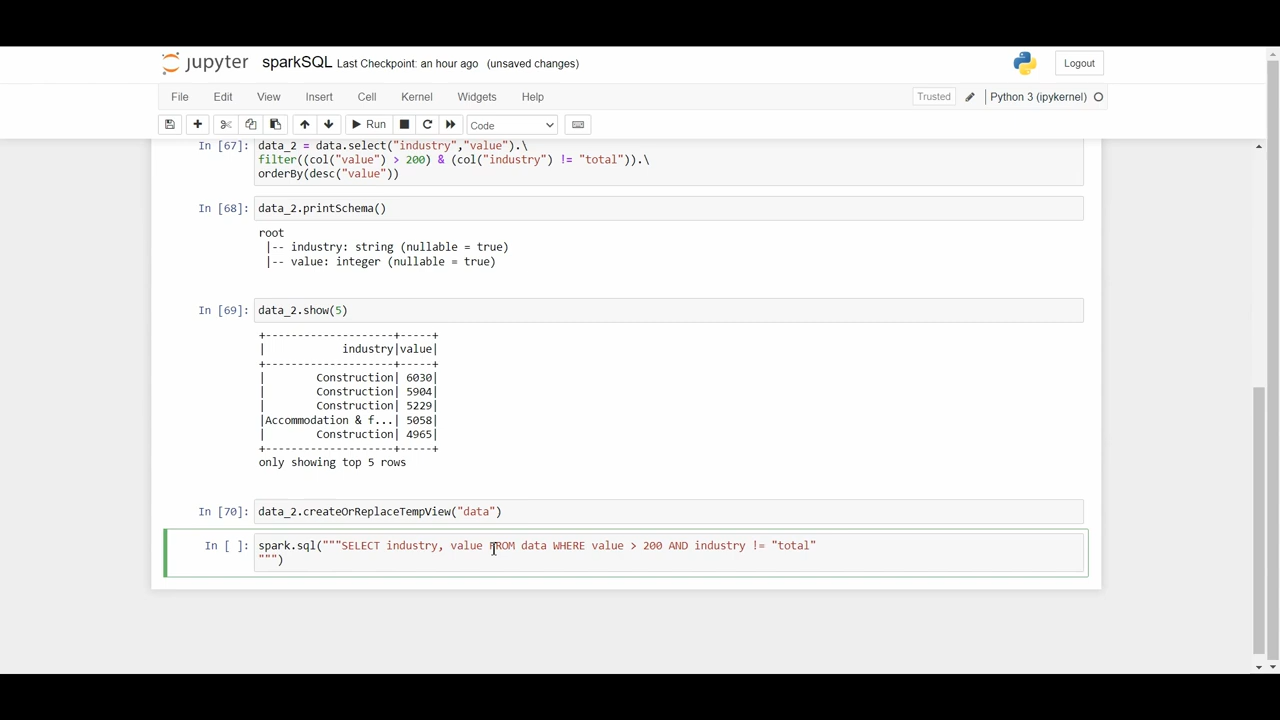 jupyter sparkSQL Last Checkpoint: an hour ago (unsaved changes) Logout
File Edit View Insert Cell Kernel Widgets Help Trusted Python 3 (ipykernel)
Run Code
In [67]: data_2 = data.select("industry","value").\
filter((col("value") > 200) & (col("industry") != "total")).\
orderBy(desc("value"))
In [68]: data_2.printSchema()
root
|-- industry: string (nullable = true)
|-- value: integer (nullable = true)
In [69]: data_2.show(5)
+--------------------+-----+
|            industry|value|
+--------------------+-----+
|        Construction| 6030|
|        Construction| 5904|
|        Construction| 5229|
|Accommodation & f...| 5058|
|        Construction| 4965|
+--------------------+-----+
only showing top 5 rows
In [70]: data_2.createOrReplaceTempView("data")
In [ ]: spark.sql("""SELECT industry, value FROM data WHERE value > 200 AND industry != "total"
""")